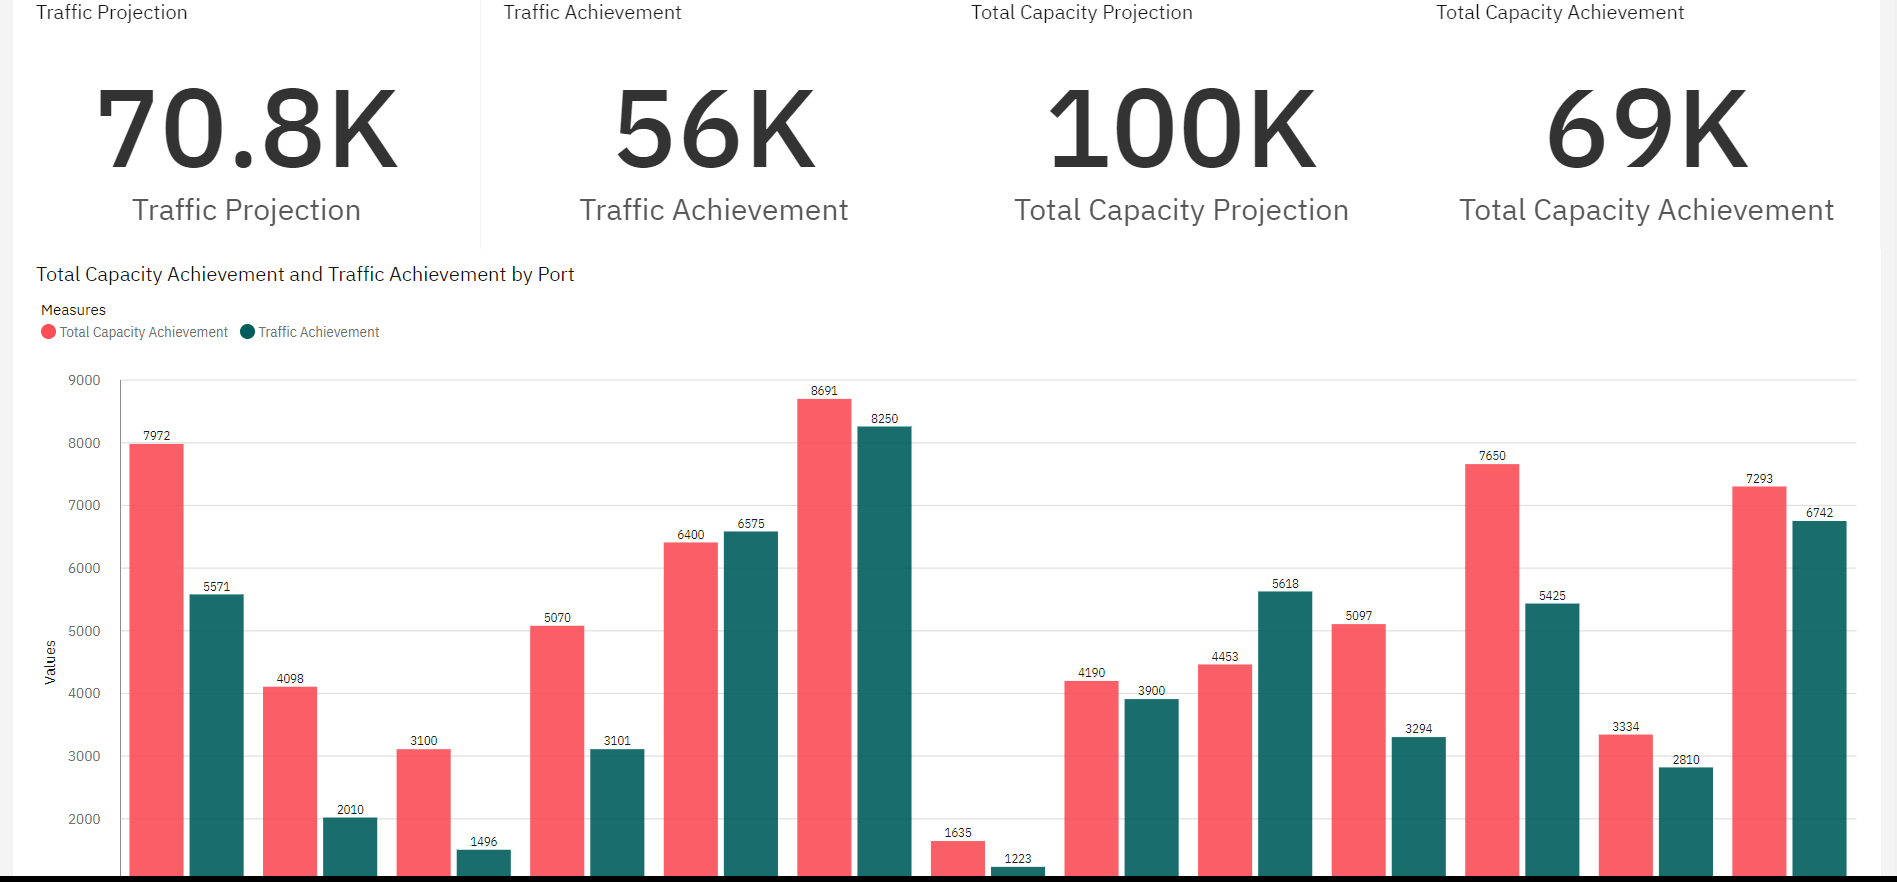 Traffic Projection
Traffic Achievement
Total Capacity Projection
Total Capacity Achievement
70.8K
56K
100K
69K
Traffic Projection
Traffic Achievement
Total Capacity Projection
Total Capacity Achievement
Total Capacity Achievement and Traffic Achievement by Port
Measures
Total Capacity Achievement
Traffic Achievement
Values
9000
8000
7000
6000
5000
4000
3000
2000
7972
5571
4098
2010
3100
1496
5070
3101
6400
6575
8691
8250
1635
1223
4190
3900
4453
5618
5097
3294
7650
5425
3334
2810
7293
6742